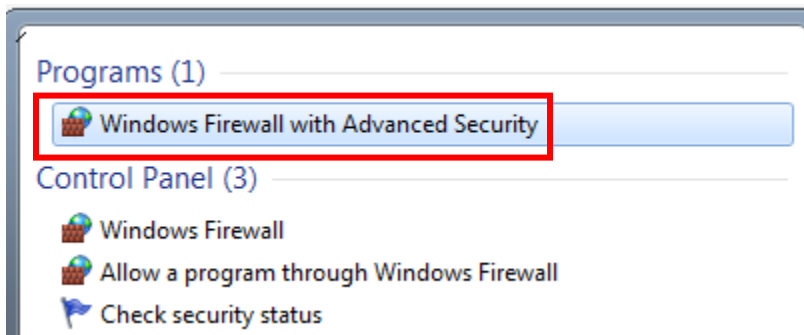 Programs (1)
Windows Firewall with Advanced Security
Control Panel (3)
Windows Firewall
Allow a program through Windows Firewall
Check security status